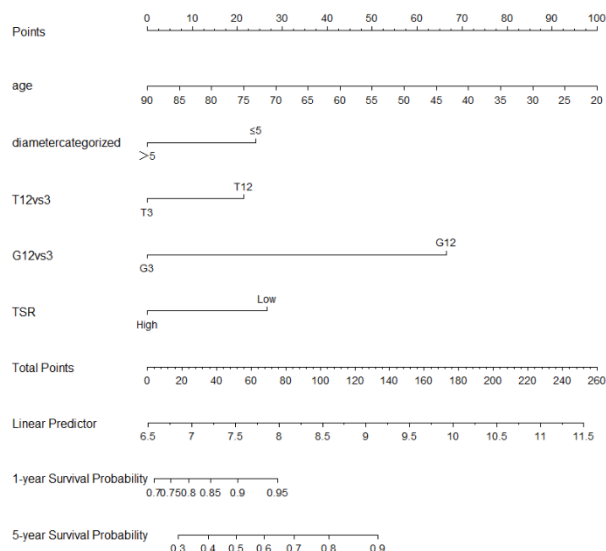 Points
0 10 20 30 40 50 60 70 80 90 100
age
90 85 80 75 70 65 60 55 50 45 40 35 30 25 20
≤5
diametercategorized
>5
T12
T12vs3
T3
G12
G12vs3
G3
Low
TSR
High
Total Points
0 20 40 60 80 100 120 140 160 180 200 220 240 260
Linear Predictor
6.5 7 7.5 8 8.5 9 9.5 10 10.5 11 11.5
1-year Survival Probability
0.7 0.75 0.8 0.85 0.9 0.95
5-year Survival Probability
0.3 0.4 0.5 0.6 0.7 0.8 0.9